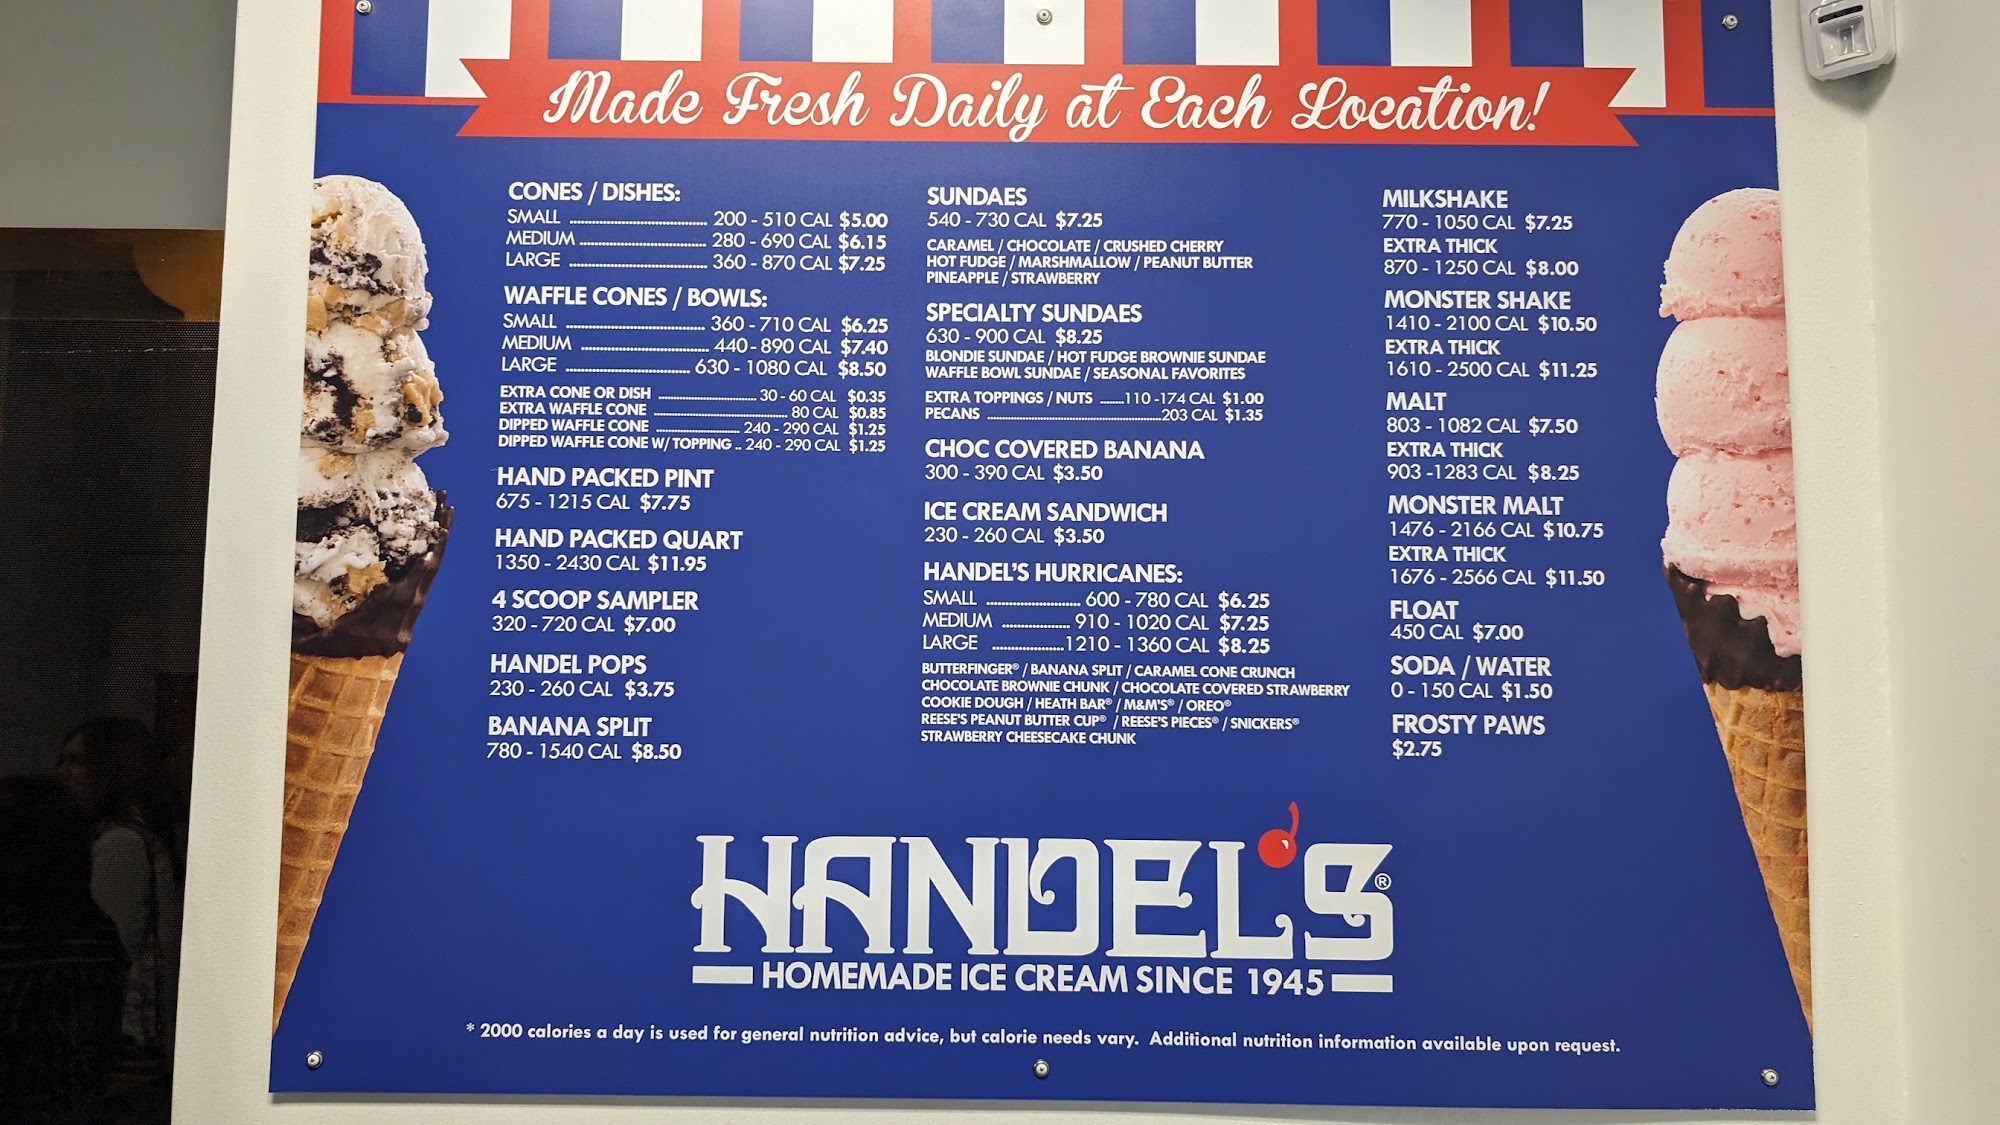 Made Fresh Daily at Each Location!
CONES / DISHES:
SMALL ........ 200 - 510 CAL $5.00
MEDIUM ........ 280 - 690 CAL $6.15
LARGE ........ 360 - 870 CAL $7.25
WAFFLE CONES / BOWLS:
SMALL ........ 360 - 710 CAL $6.25
MEDIUM ........ 440 - 890 CAL $7.40
LARGE ........ 630 - 1080 CAL $8.50
EXTRA CONE OR DISH ........ 30 - 60 CAL $0.35
EXTRA WAFFLE CONE ........ 80 CAL $0.85
DIPPED WAFFLE CONE ........ 240 - 290 CAL $1.25
DIPPED WAFFLE CONE W/ TOPPING .. 240 - 290 CAL $1.25
HAND PACKED PINT
675 - 1215 CAL $7.75
HAND PACKED QUART
1350 - 2430 CAL $11.95
4 SCOOP SAMPLER
320 - 720 CAL $7.00
HANDEL POPS
230 - 260 CAL $3.75
BANANA SPLIT
780 - 1540 CAL $8.50
SUNDAES
540 - 730 CAL $7.25
CARAMEL / CHOCOLATE / CRUSHED CHERRY
HOT FUDGE / MARSHMALLOW / PEANUT BUTTER
PINEAPPLE / STRAWBERRY
SPECIALTY SUNDAES
630 - 900 CAL $8.25
BLONDIE SUNDAE / HOT FUDGE BROWNIE SUNDAE
WAFFLE BOWL SUNDAE / SEASONAL FAVORITES
EXTRA TOPPINGS / NUTS ........ 110 -174 CAL $1.00
PECANS ........ 203 CAL $1.35
CHOC COVERED BANANA
300 - 390 CAL $3.50
ICE CREAM SANDWICH
230 - 260 CAL $3.50
HANDEL'S HURRICANES:
SMALL ........ 600 - 780 CAL $6.25
MEDIUM ........ 910 - 1020 CAL $7.25
LARGE ........ 1210 - 1360 CAL $8.25
BUTTERFINGER® / BANANA SPLIT / CARAMEL CONE CRUNCH
CHOCOLATE BROWNIE CHUNK / CHOCOLATE COVERED STRAWBERRY
COOKIE DOUGH / HEATH BAR® / M&M'S® / OREO®
REESE'S PEANUT BUTTER CUP® / REESE'S PIECES® / SNICKERS®
STRAWBERRY CHEESECAKE CHUNK
MILKSHAKE
770 - 1050 CAL $7.25
EXTRA THICK
870 - 1250 CAL $8.00
MONSTER SHAKE
1410 - 2100 CAL $10.50
EXTRA THICK
1610 - 2500 CAL $11.25
MALT
803 - 1082 CAL $7.50
EXTRA THICK
903 -1283 CAL $8.25
MONSTER MALT
1476 - 2166 CAL $10.75
EXTRA THICK
1676 - 2566 CAL $11.50
FLOAT
450 CAL $7.00
SODA / WATER
0 - 150 CAL $1.50
FROSTY PAWS
$2.75
HANDEL'S®
HOMEMADE ICE CREAM SINCE 1945
* 2000 calories a day is used for general nutrition advice, but calorie needs vary. Additional nutrition information available upon request.